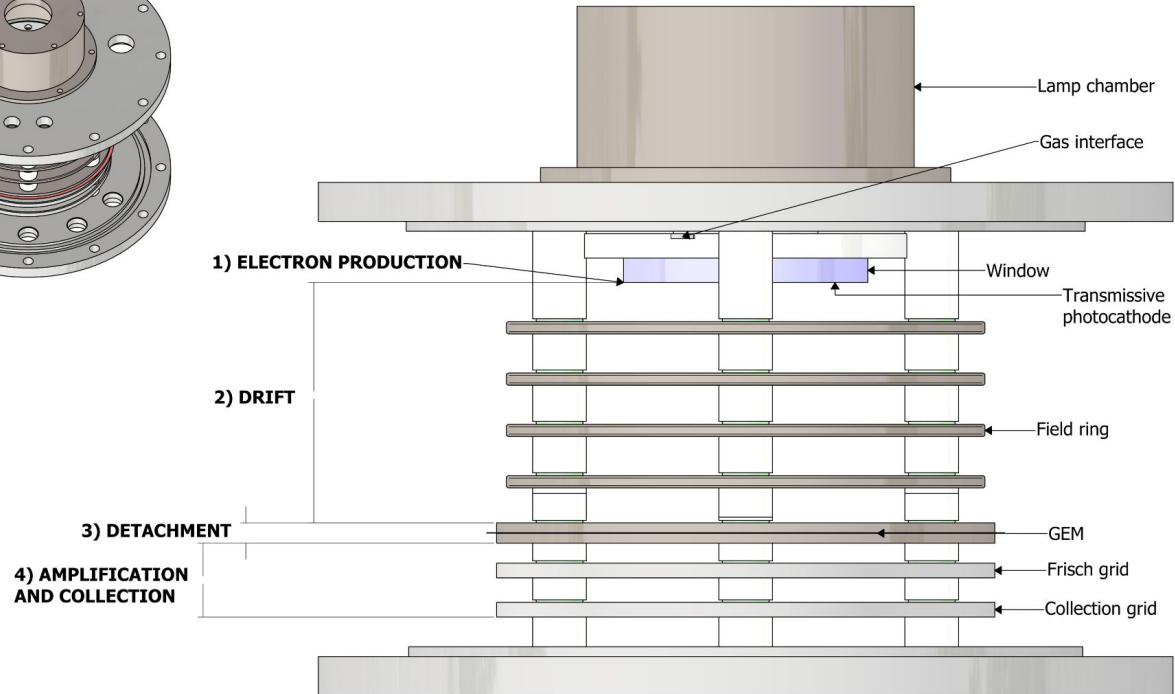 Lamp chamber
Gas interface
1) ELECTRON PRODUCTION
Window
Transmissive
photocathode
2) DRIFT
Field ring
3) DETACHMENT
GEM
4) AMPLIFICATION
AND COLLECTION
Frisch grid
Collection grid